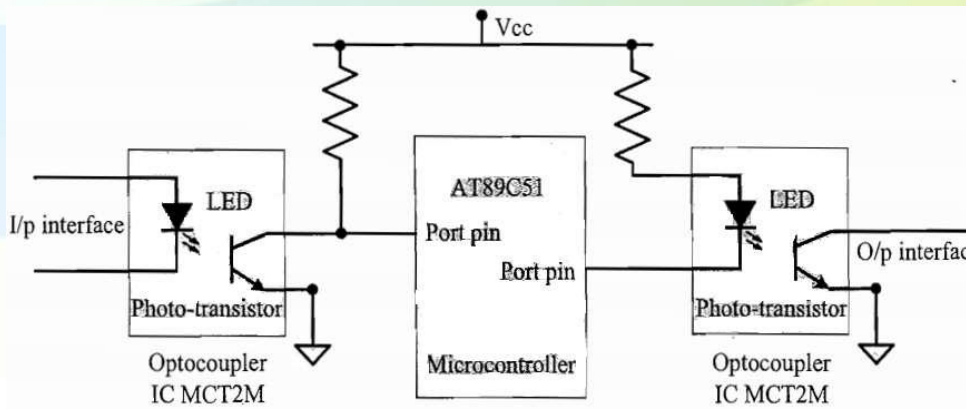 Vcc
I/p interface
LED
Photo-transistor
Optocoupler
IC MCT2M
AT89C51
Port pin
Port pin
Microcontroller
LED
O/p interfac
Photo-transistor
Optocoupler
IC MCT2M